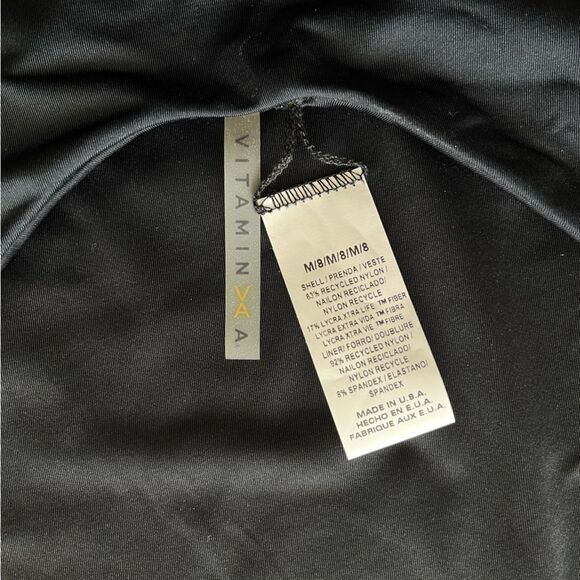 VITAMIN VA A
M/8/M/8/M/8
SHELL / PRENDA / VESTE
83% RECYCLED NYLON /
NAILON RECICLADO/
NYLON RECYCLE
17% LYCRA XTRA LIFE ™ FIBER
LYCRA EXTRA VIDA ™ FIBRA
LYCRA XTRA VIE ™ FIBRE
LINER/ FORRO/ DOUBLURE
92% RECYCLED NYLON /
NAILON RECICLADO/
NYLON RECYCLE
8% SPANDEX / ELASTANO/
SPANDEX
MADE IN U.S.A.
HECHO EN E.U.A.
FABRIQUE AUX E.U.A.